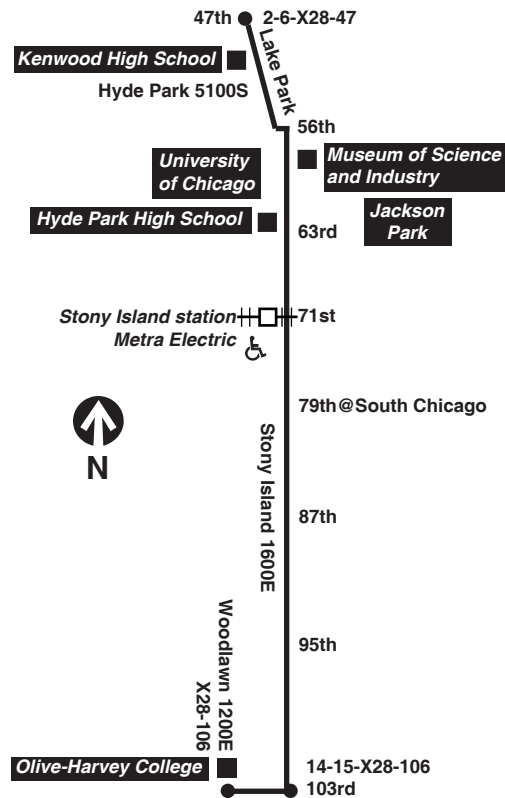 47th
2-6-X28-47
Lake Park
Kenwood High School
Hyde Park 5100S
56th
University
of Chicago
Museum of Science
and Industry
Hyde Park High School
Jackson
Park
63rd
Stony Island station
Metra Electric
71st
79th@South Chicago
N
Stony Island 1600E
87th
95th
Woodlawn 1200E
X28-106
Olive-Harvey College
14-15-X28-106
103rd